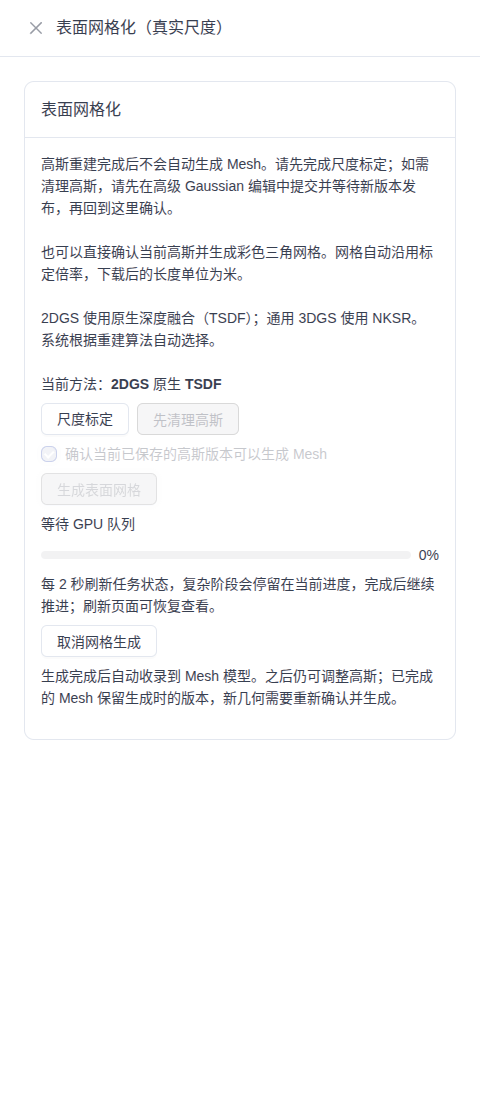 表面网格化（真实尺度）
表面网格化
高斯重建完成后不会自动生成 Mesh。请先完成尺度标定；如需
清理高斯，请先在高级 Gaussian 编辑中提交并等待新版本发
布，再回到这里确认。
也可以直接确认当前高斯并生成彩色三角网格。网格自动沿用标
定倍率，下载后的长度单位为米。
2DGS 使用原生深度融合（TSDF）；通用 3DGS 使用 NKSR。
系统根据重建算法自动选择。
当前方法：2DGS 原生 TSDF
尺度标定 先清理高斯
确认当前已保存的高斯版本可以生成 Mesh
生成表面网格
等待 GPU 队列
0%
每 2 秒刷新任务状态，复杂阶段会停留在当前进度，完成后继续
推进；刷新页面可恢复查看。
取消网格生成
生成完成后自动收录到 Mesh 模型。之后仍可调整高斯；已完成
的 Mesh 保留生成时的版本，新几何需要重新确认并生成。